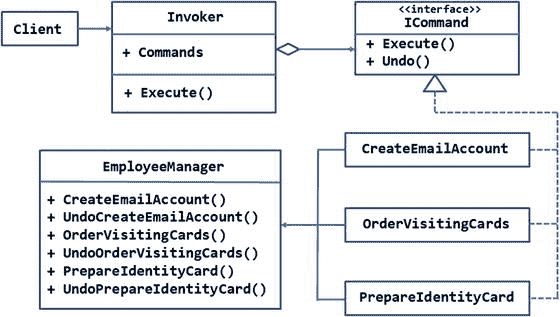 Client
Invoker
+ Commands
+ Execute()
<<interface>>
ICommand
+ Execute()
+ Undo()
EmployeeManager
+ CreateEmailAccount()
+ UndoCreateEmailAccount()
+ OrderVisitingCards()
+ UndoOrderVisitingCards()
+ PrepareIdentityCard()
+ UndoPrepareIdentityCard()
CreateEmailAccount
OrderVisitingCards
PrepareIdentityCard